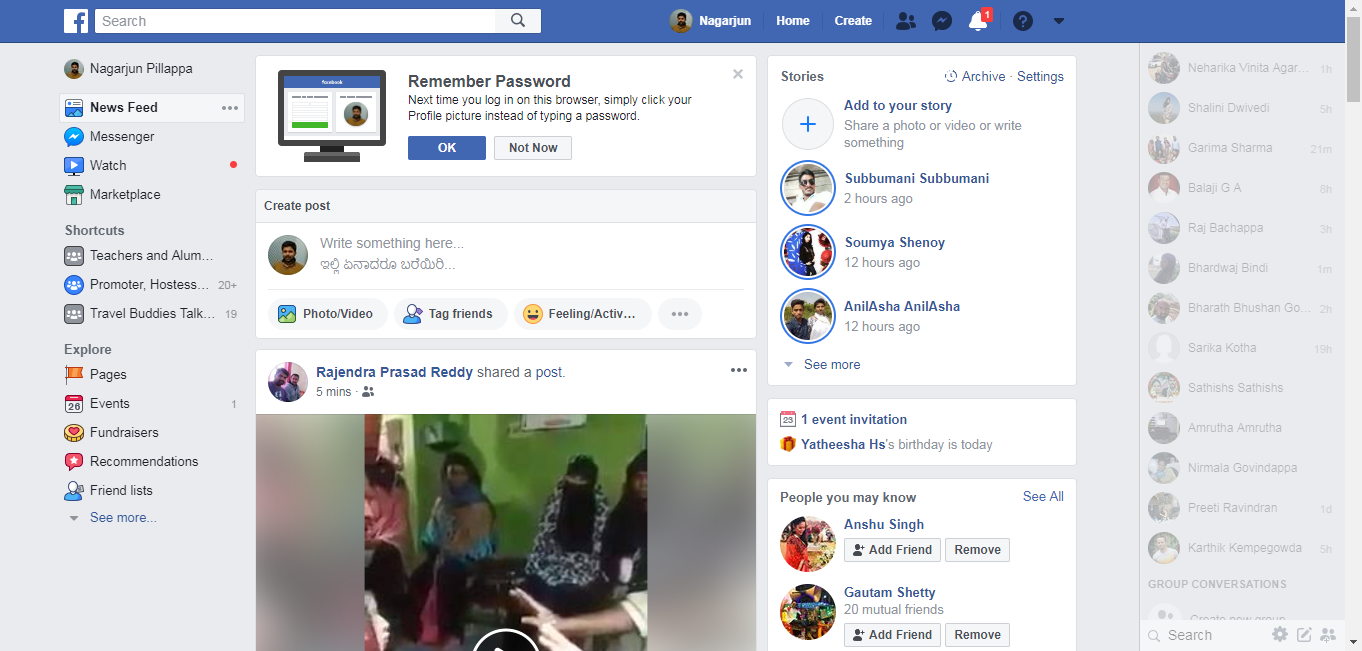 Search
Nagarjun
Home
Create
1
Nagarjun Pillappa
News Feed
Messenger
Watch
Marketplace
Shortcuts
Teachers and Alum...
Promoter, Hostess... 20+
Travel Buddies Talk... 19
Explore
Pages
26 Events 1
Fundraisers
Recommendations
Friend lists
See more...
facebook
Remember Password
Next time you log in on this browser, simply click your
Profile picture instead of typing a password.
OK
Not Now
Create post
Write something here...
ಇಲ್ಲಿ ಏನಾದರೂ ಬರೆಯಿರಿ...
Photo/Video
Tag friends
Feeling/Activ...
Rajendra Prasad Reddy shared a post.
5 mins ·
Stories
Archive · Settings
Add to your story
Share a photo or video or write
something
Subbumani Subbumani
2 hours ago
Soumya Shenoy
12 hours ago
AnilAsha AnilAsha
12 hours ago
See more
23 1 event invitation
Yatheesha Hs's birthday is today
People you may know
See All
Anshu Singh
Add Friend
Remove
Gautam Shetty
20 mutual friends
Add Friend
Remove
Neharika Vinita Agar... 1h
Shalini Dwivedi 5h
Garima Sharma 21m
Balaji G A 8h
Raj Bachappa 3h
Bhardwaj Bindi 1m
Bharath Bhushan Go... 2h
Sarika Kotha 19h
Sathishs Sathishs
Amrutha Amrutha
Nirmala Govindappa
Preeti Ravindran 1d
Karthik Kempegowda 5h
GROUP CONVERSATIONS
Create new group
Search